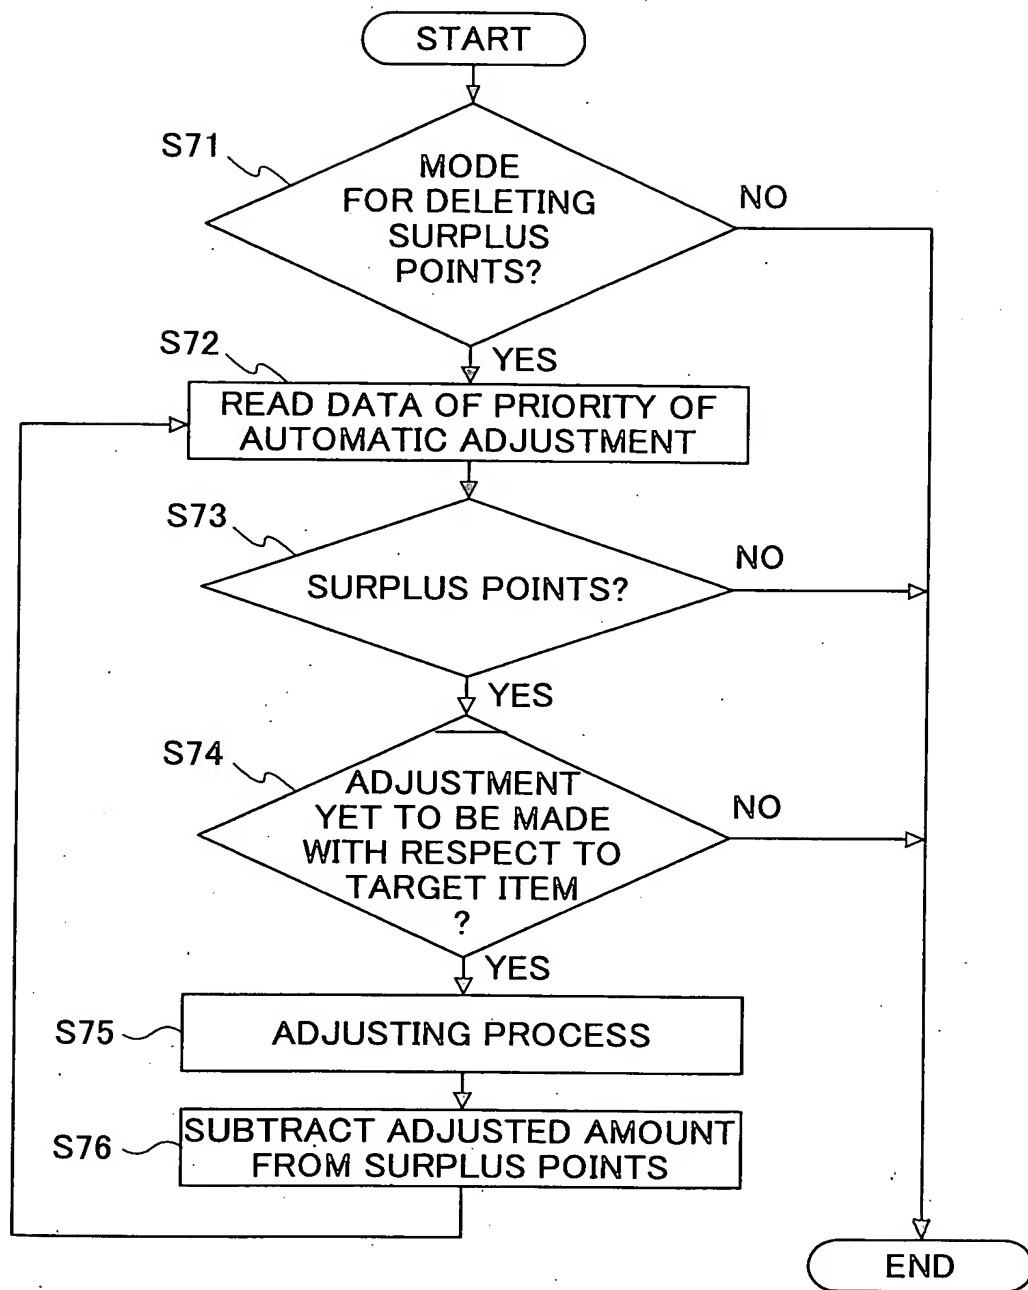 START
S71
MODE
FOR DELETING
SURPLUS
POINTS?
NO
S72
YES
READ DATA OF PRIORITY OF
AUTOMATIC ADJUSTMENT
S73
SURPLUS POINTS?
NO
YES
S74
ADJUSTMENT
YET TO BE MADE
WITH RESPECT TO
TARGET ITEM
?
NO
YES
S75
ADJUSTING PROCESS
S76
SUBTRACT ADJUSTED AMOUNT
FROM SURPLUS POINTS
END